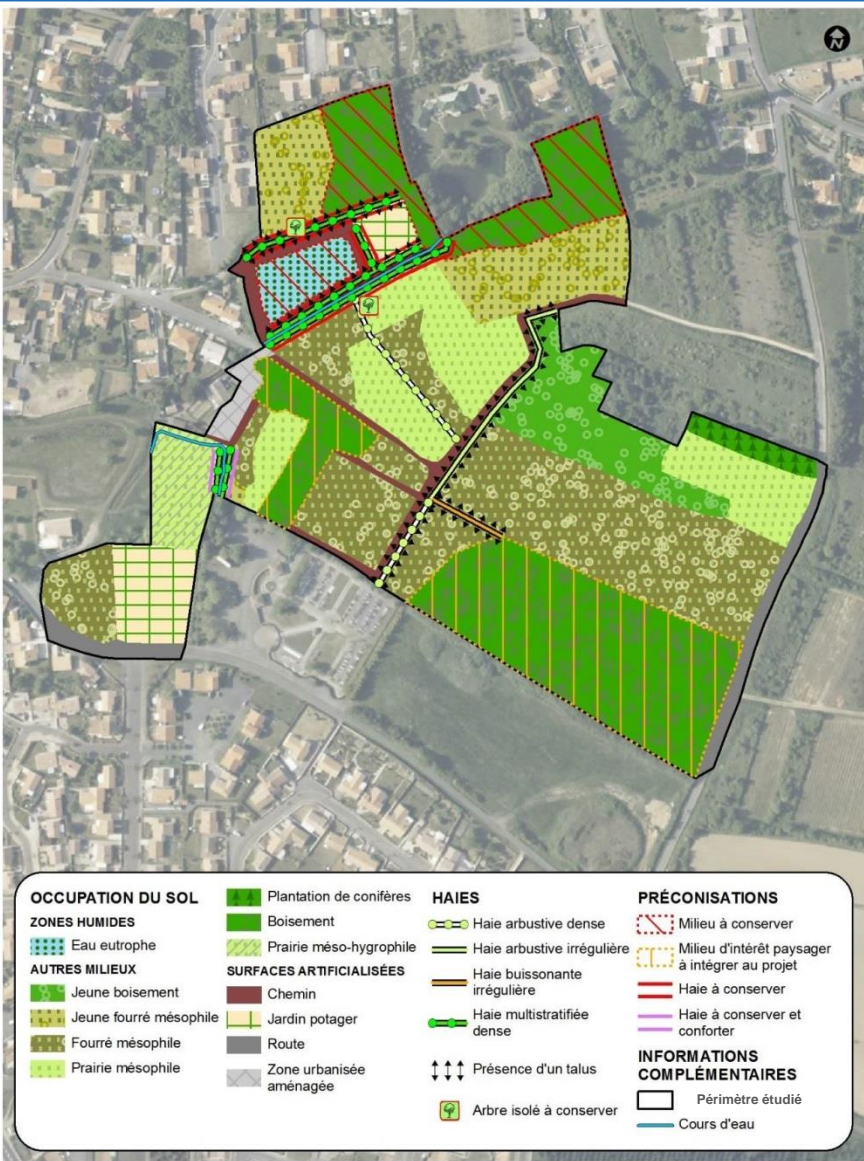 N
OCCUPATION DU SOL
ZONES HUMIDES
Eau eutrophe
AUTRES MILIEUX
Jeune boisement
Jeune fourré mésophile
Fourré mésophile
Prairie mésophile
Plantation de conifères
Boisement
Prairie méso-hygrophile
SURFACES ARTIFICIALISÉES
Chemin
Jardin potager
Route
Zone urbanisée
aménagée
HAIES
Haie arbustive dense
Haie arbustive irrégulière
Haie buissonante
irrégulière
Haie multistratifiée
dense
Présence d'un talus
Arbre isolé à conserver
PRÉCONISATIONS
Milieu à conserver
Milieu d'intérêt paysager
à intégrer au projet
Haie à conserver
Haie à conserver et
conforter
INFORMATIONS
COMPLÉMENTAIRES
Périmètre étudié
Cours d'eau